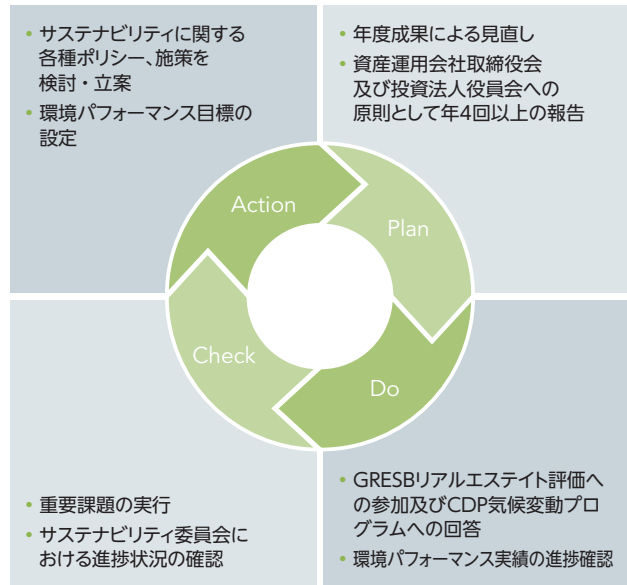 • サステナビリティに関する
各種ポリシー、施策を
検討・立案
• 環境パフォーマンス目標の
設定
• 年度成果による見直し
• 資産運用会社取締役会
及び投資法人役員会への
原則として年4回以上の報告
Action
Plan
Check
Do
• 重要課題の実行
• サステナビリティ委員会に
おける進捗状況の確認
• GRESBリアルエステイト評価へ
の参加及びCDP気候変動プロ
グラムへの回答
• 環境パフォーマンス実績の進捗確認